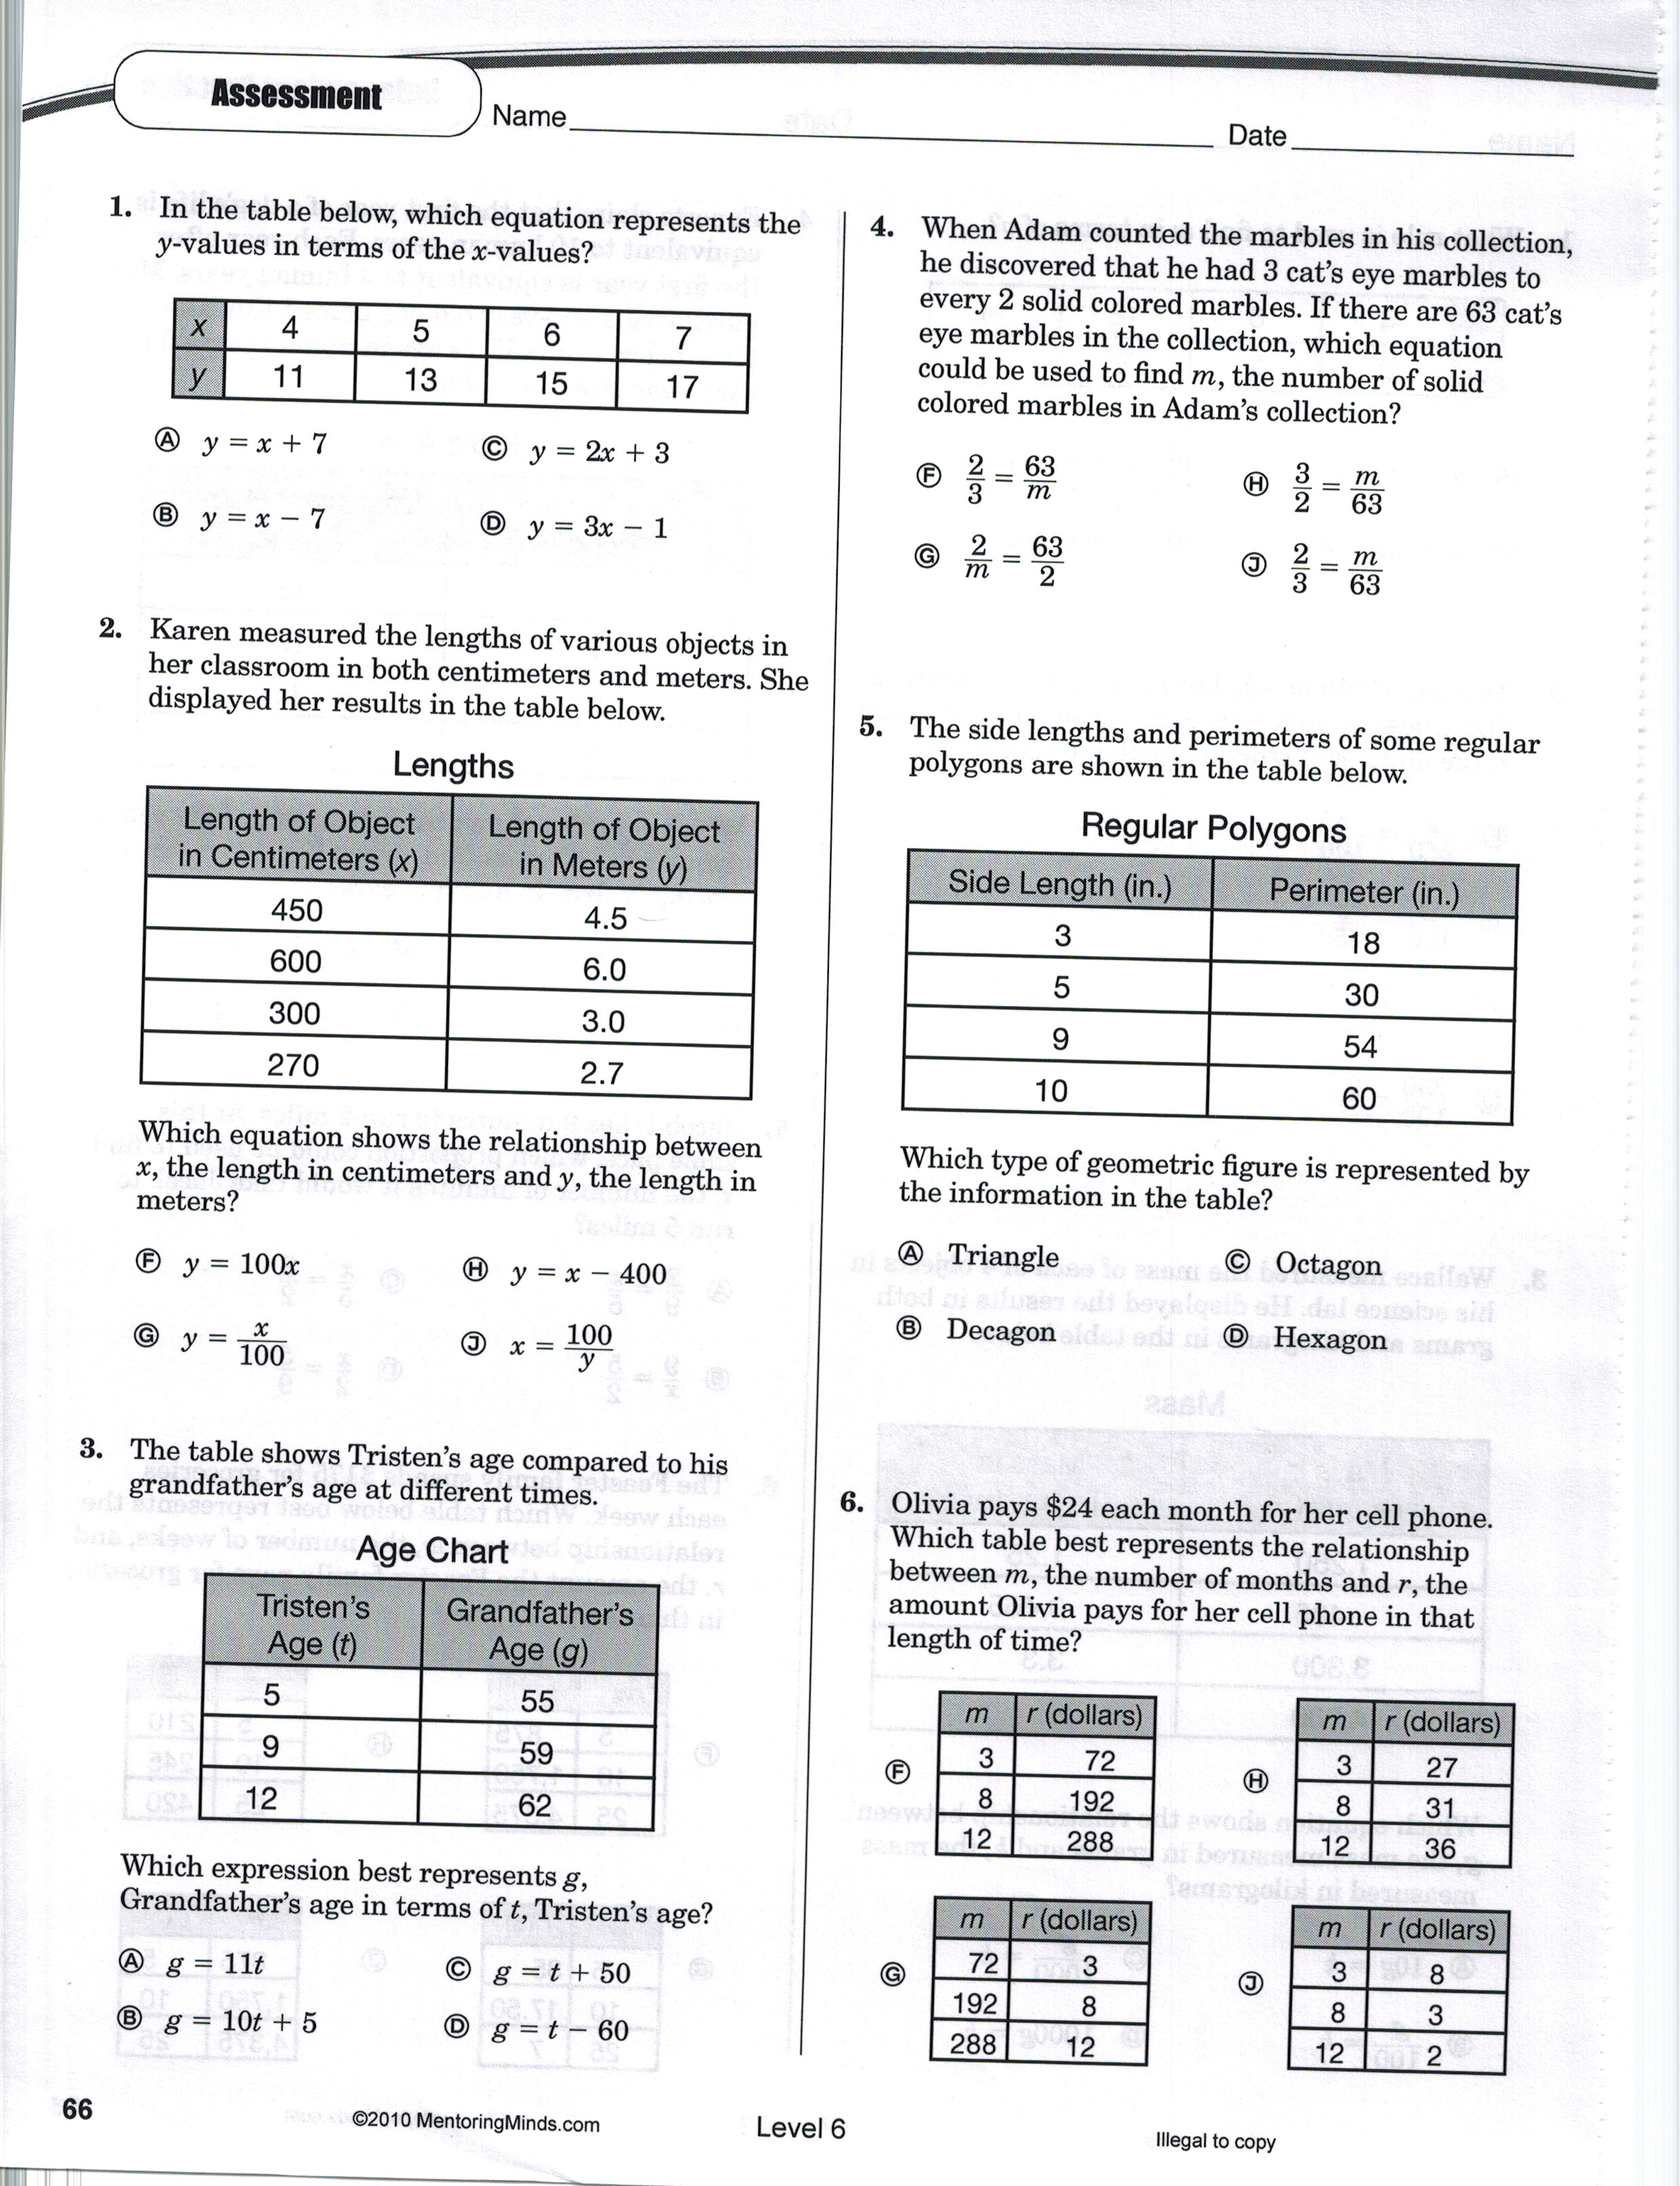 Assessment
Name
Date
1. In the table below, which equation represents the
y-values in terms of the x-values?
x 4 5 6 7
y 11 13 15 17
Ⓐ y = x + 7
Ⓒ y = 2x + 3
Ⓑ y = x − 7
Ⓓ y = 3x − 1
2. Karen measured the lengths of various objects in
her classroom in both centimeters and meters. She
displayed her results in the table below.
Lengths
Length of Object
in Centimeters (x)
Length of Object
in Meters (y)
450 4.5
600 6.0
300 3.0
270 2.7
Which equation shows the relationship between
x, the length in centimeters and y, the length in
meters?
Ⓕ y = 100x
Ⓗ y = x − 400
Ⓖ y = x/100
Ⓙ x = 100/y
3. The table shows Tristen's age compared to his
grandfather's age at different times.
Age Chart
Tristen's
Age (t)
Grandfather's
Age (g)
5 55
9 59
12 62
Which expression best represents g,
Grandfather's age in terms of t, Tristen's age?
Ⓐ g = 11t
Ⓒ g = t + 50
Ⓑ g = 10t + 5
Ⓓ g = t − 60
4. When Adam counted the marbles in his collection,
he discovered that he had 3 cat's eye marbles to
every 2 solid colored marbles. If there are 63 cat's
eye marbles in the collection, which equation
could be used to find m, the number of solid
colored marbles in Adam's collection?
Ⓕ 2/3 = 63/m
Ⓗ 3/2 = m/63
Ⓖ 2/m = 63/2
Ⓙ 2/3 = m/63
5. The side lengths and perimeters of some regular
polygons are shown in the table below.
Regular Polygons
Side Length (in.) Perimeter (in.)
3 18
5 30
9 54
10 60
Which type of geometric figure is represented by
the information in the table?
Ⓐ Triangle
Ⓒ Octagon
Ⓑ Decagon
Ⓓ Hexagon
6. Olivia pays $24 each month for her cell phone.
Which table best represents the relationship
between m, the number of months and r, the
amount Olivia pays for her cell phone in that
length of time?
Ⓕ
m r (dollars)
3 72
8 192
12 288
Ⓗ
m r (dollars)
3 27
8 31
12 36
Ⓖ
m r (dollars)
72 3
192 8
288 12
Ⓙ
m r (dollars)
3 8
8 3
12 2
66
©2010 MentoringMinds.com
Level 6
Illegal to copy